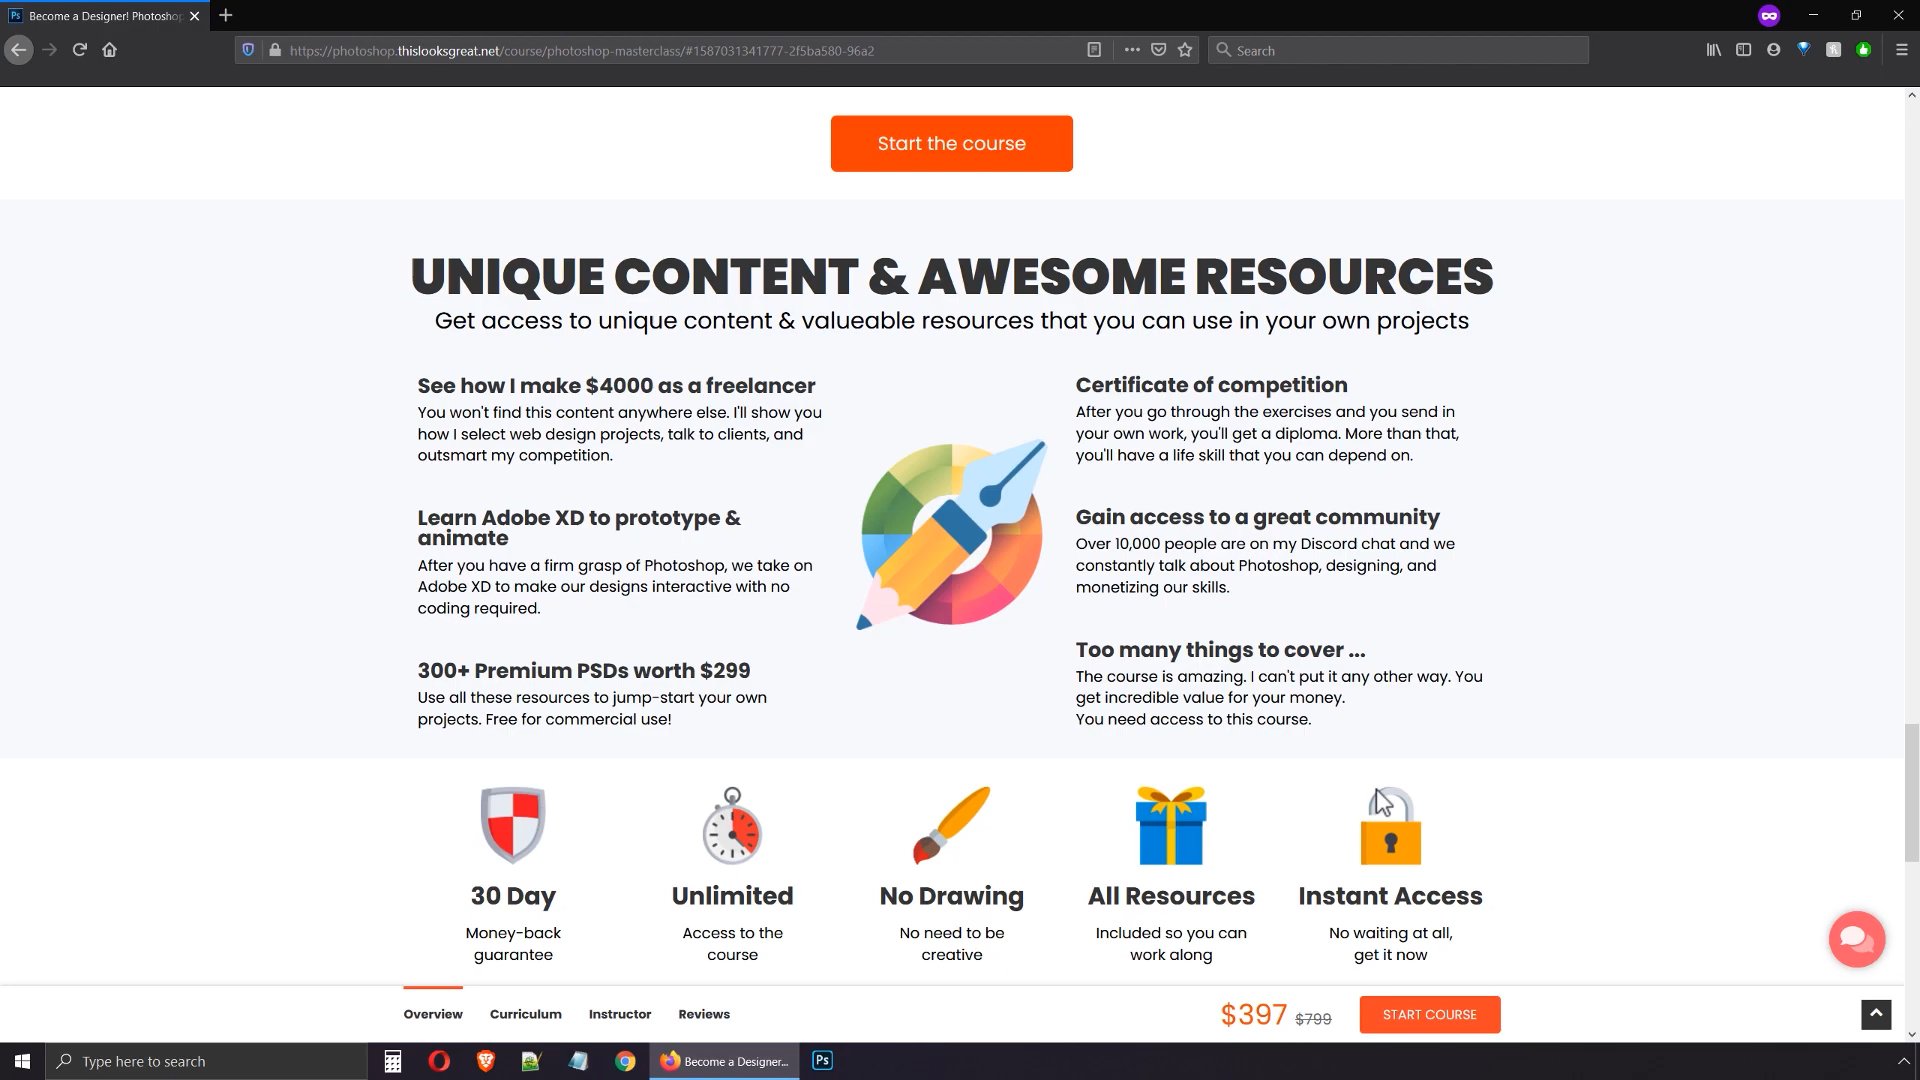 Ps Become a Designer! Photoshop
https://photoshop.thislooksgreat.net/course/photoshop-masterclass/#1587031341777-2f5ba580-96a2
Search
Start the course
UNIQUE CONTENT & AWESOME RESOURCES
Get access to unique content & valueable resources that you can use in your own projects
See how I make $4000 as a freelancer
You won't find this content anywhere else. I'll show you
how I select web design projects, talk to clients, and
outsmart my competition.
Learn Adobe XD to prototype &
animate
After you have a firm grasp of Photoshop, we take on
Adobe XD to make our designs interactive with no
coding required.
300+ Premium PSDs worth $299
Use all these resources to jump-start your own
projects. Free for commercial use!
Certificate of competition
After you go through the exercises and you send in
your own work, you'll get a diploma. More than that,
you'll have a life skill that you can depend on.
Gain access to a great community
Over 10,000 people are on my Discord chat and we
constantly talk about Photoshop, designing, and
monetizing our skills.
Too many things to cover ...
The course is amazing. I can't put it any other way. You
get incredible value for your money.
You need access to this course.
30 Day
Money-back
guarantee
Unlimited
Access to the
course
No Drawing
No need to be
creative
All Resources
Included so you can
work along
Instant Access
No waiting at all,
get it now
Overview Curriculum Instructor Reviews
$397 $799
START COURSE
Type here to search
Become a Designer...
Ps